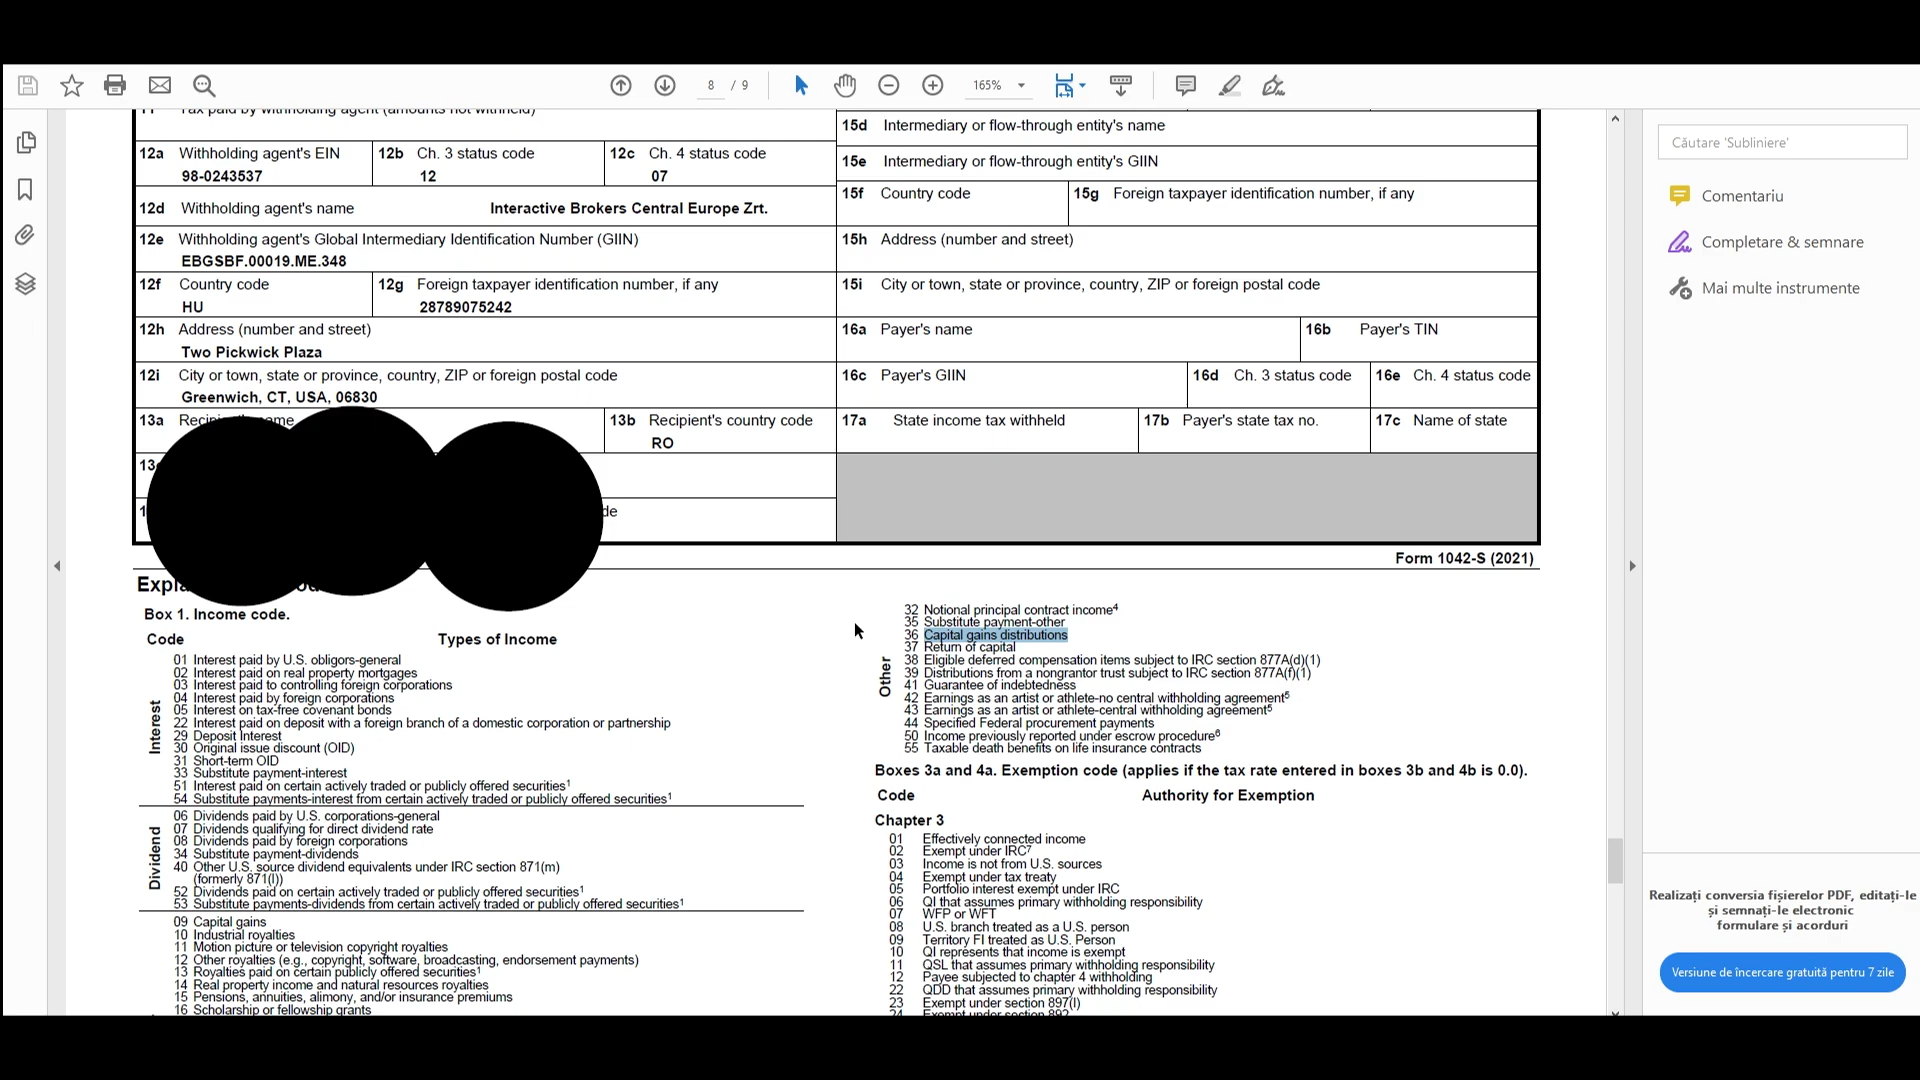 8 / 9
165%
Tax paid by withholding agent (amounts not withheld)
12a Withholding agent's EIN
98-0243537
12b Ch. 3 status code
12
12c Ch. 4 status code
07
12d Withholding agent's name Interactive Brokers Central Europe Zrt.
12e Withholding agent's Global Intermediary Identification Number (GIIN)
EBGSBF.00019.ME.348
12f Country code
HU
12g Foreign taxpayer identification number, if any
28789075242
12h Address (number and street)
Two Pickwick Plaza
12i City or town, state or province, country, ZIP or foreign postal code
Greenwich, CT, USA, 06830
13a
13b Recipient's country code
RO
15d Intermediary or flow-through entity's name
15e Intermediary or flow-through entity's GIIN
15f Country code
15g Foreign taxpayer identification number, if any
15h Address (number and street)
15i City or town, state or province, country, ZIP or foreign postal code
16a Payer's name
16b Payer's TIN
16c Payer's GIIN
16d Ch. 3 status code
16e Ch. 4 status code
17a State income tax withheld
17b Payer's state tax no.
17c Name of state
Form 1042-S (2021)
Box 1. Income code.
Code Types of Income
Interest
01 Interest paid by U.S. obligors-general
02 Interest paid on real property mortgages
03 Interest paid to controlling foreign corporations
04 Interest paid by foreign corporations
05 Interest on tax-free covenant bonds
22 Interest paid on deposit with a foreign branch of a domestic corporation or partnership
29 Deposit Interest
30 Original issue discount (OID)
31 Short-term OID
33 Substitute payment-interest
51 Interest paid on certain actively traded or publicly offered securities¹
54 Substitute payments-interest from certain actively traded or publicly offered securities¹
Dividend
06 Dividends paid by U.S. corporations-general
07 Dividends qualifying for direct dividend rate
08 Dividends paid by foreign corporations
34 Substitute payment-dividends
40 Other U.S. source dividend equivalents under IRC section 871(m)
(formerly 871(l))
52 Dividends paid on certain actively traded or publicly offered securities¹
53 Substitute payments-dividends from certain actively traded or publicly offered securities¹
09 Capital gains
10 Industrial royalties
11 Motion picture or television copyright royalties
12 Other royalties (e.g., copyright, software, broadcasting, endorsement payments)
13 Royalties paid on certain publicly offered securities¹
14 Real property income and natural resources royalties
15 Pensions, annuities, alimony, and/or insurance premiums
16 Scholarship or fellowship grants
Other
32 Notional principal contract income⁴
35 Substitute payment-other
36 Capital gains distributions
37 Return of capital
38 Eligible deferred compensation items subject to IRC section 877A(d)(1)
39 Distributions from a nongrantor trust subject to IRC section 877A(f)(1)
41 Guarantee of indebtedness
42 Earnings as an artist or athlete-no central withholding agreement⁵
43 Earnings as an artist or athlete-central withholding agreement⁵
44 Specified Federal procurement payments
50 Income previously reported under escrow procedure⁶
55 Taxable death benefits on life insurance contracts
Boxes 3a and 4a. Exemption code (applies if the tax rate entered in boxes 3b and 4b is 0.0).
Code Authority for Exemption
Chapter 3
01 Effectively connected income
02 Exempt under IRC⁷
03 Income is not from U.S. sources
04 Exempt under tax treaty
05 Portfolio interest exempt under IRC
06 QI that assumes primary withholding responsibility
07 WFP or WFT
08 U.S. branch treated as a U.S. person
09 Territory FI treated as U.S. Person
10 QI represents that income is exempt
11 QSL that assumes primary withholding responsibility
12 Payee subjected to chapter 4 withholding
22 QDD that assumes primary withholding responsibility
23 Exempt under section 897(l)
24 Exempt under section 892
Căutare 'Subliniere'
Comentariu
Completare & semnare
Mai multe instrumente
Realizați conversia fișierelor PDF, editați-le
și semnați-le electronic
formulare și acorduri
Versiune de încercare gratuită pentru 7 zile